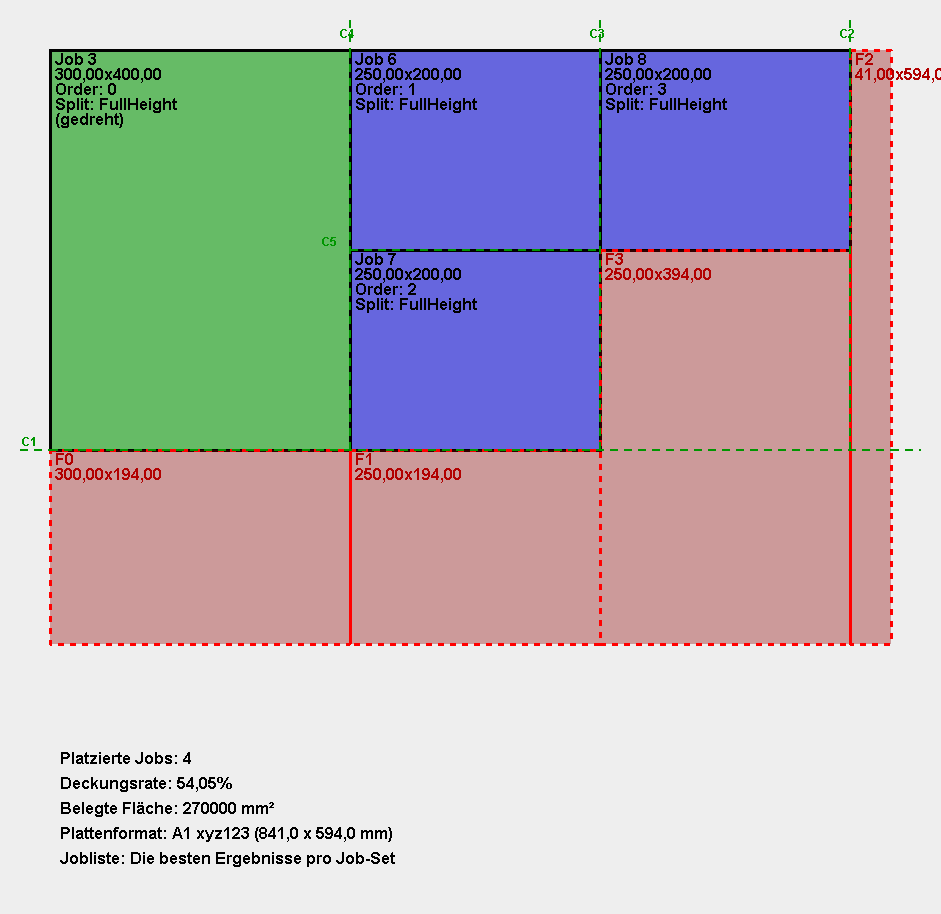 C4
C3
C2
Job 3
300,00x400,00
Order: 0
Split: FullHeight
(gedreht)
Job 6
250,00x200,00
Order: 1
Split: FullHeight
Job 8
250,00x200,00
Order: 3
Split: FullHeight
F2
41,00x594,0
C5
Job 7
250,00x200,00
Order: 2
Split: FullHeight
F3
250,00x394,00
C1
F0
300,00x194,00
F1
250,00x194,00
Platzierte Jobs: 4
Deckungsrate: 54,05%
Belegte Fläche: 270000 mm²
Plattenformat: A1 xyz123 (841,0 x 594,0 mm)
Jobliste: Die besten Ergebnisse pro Job-Set